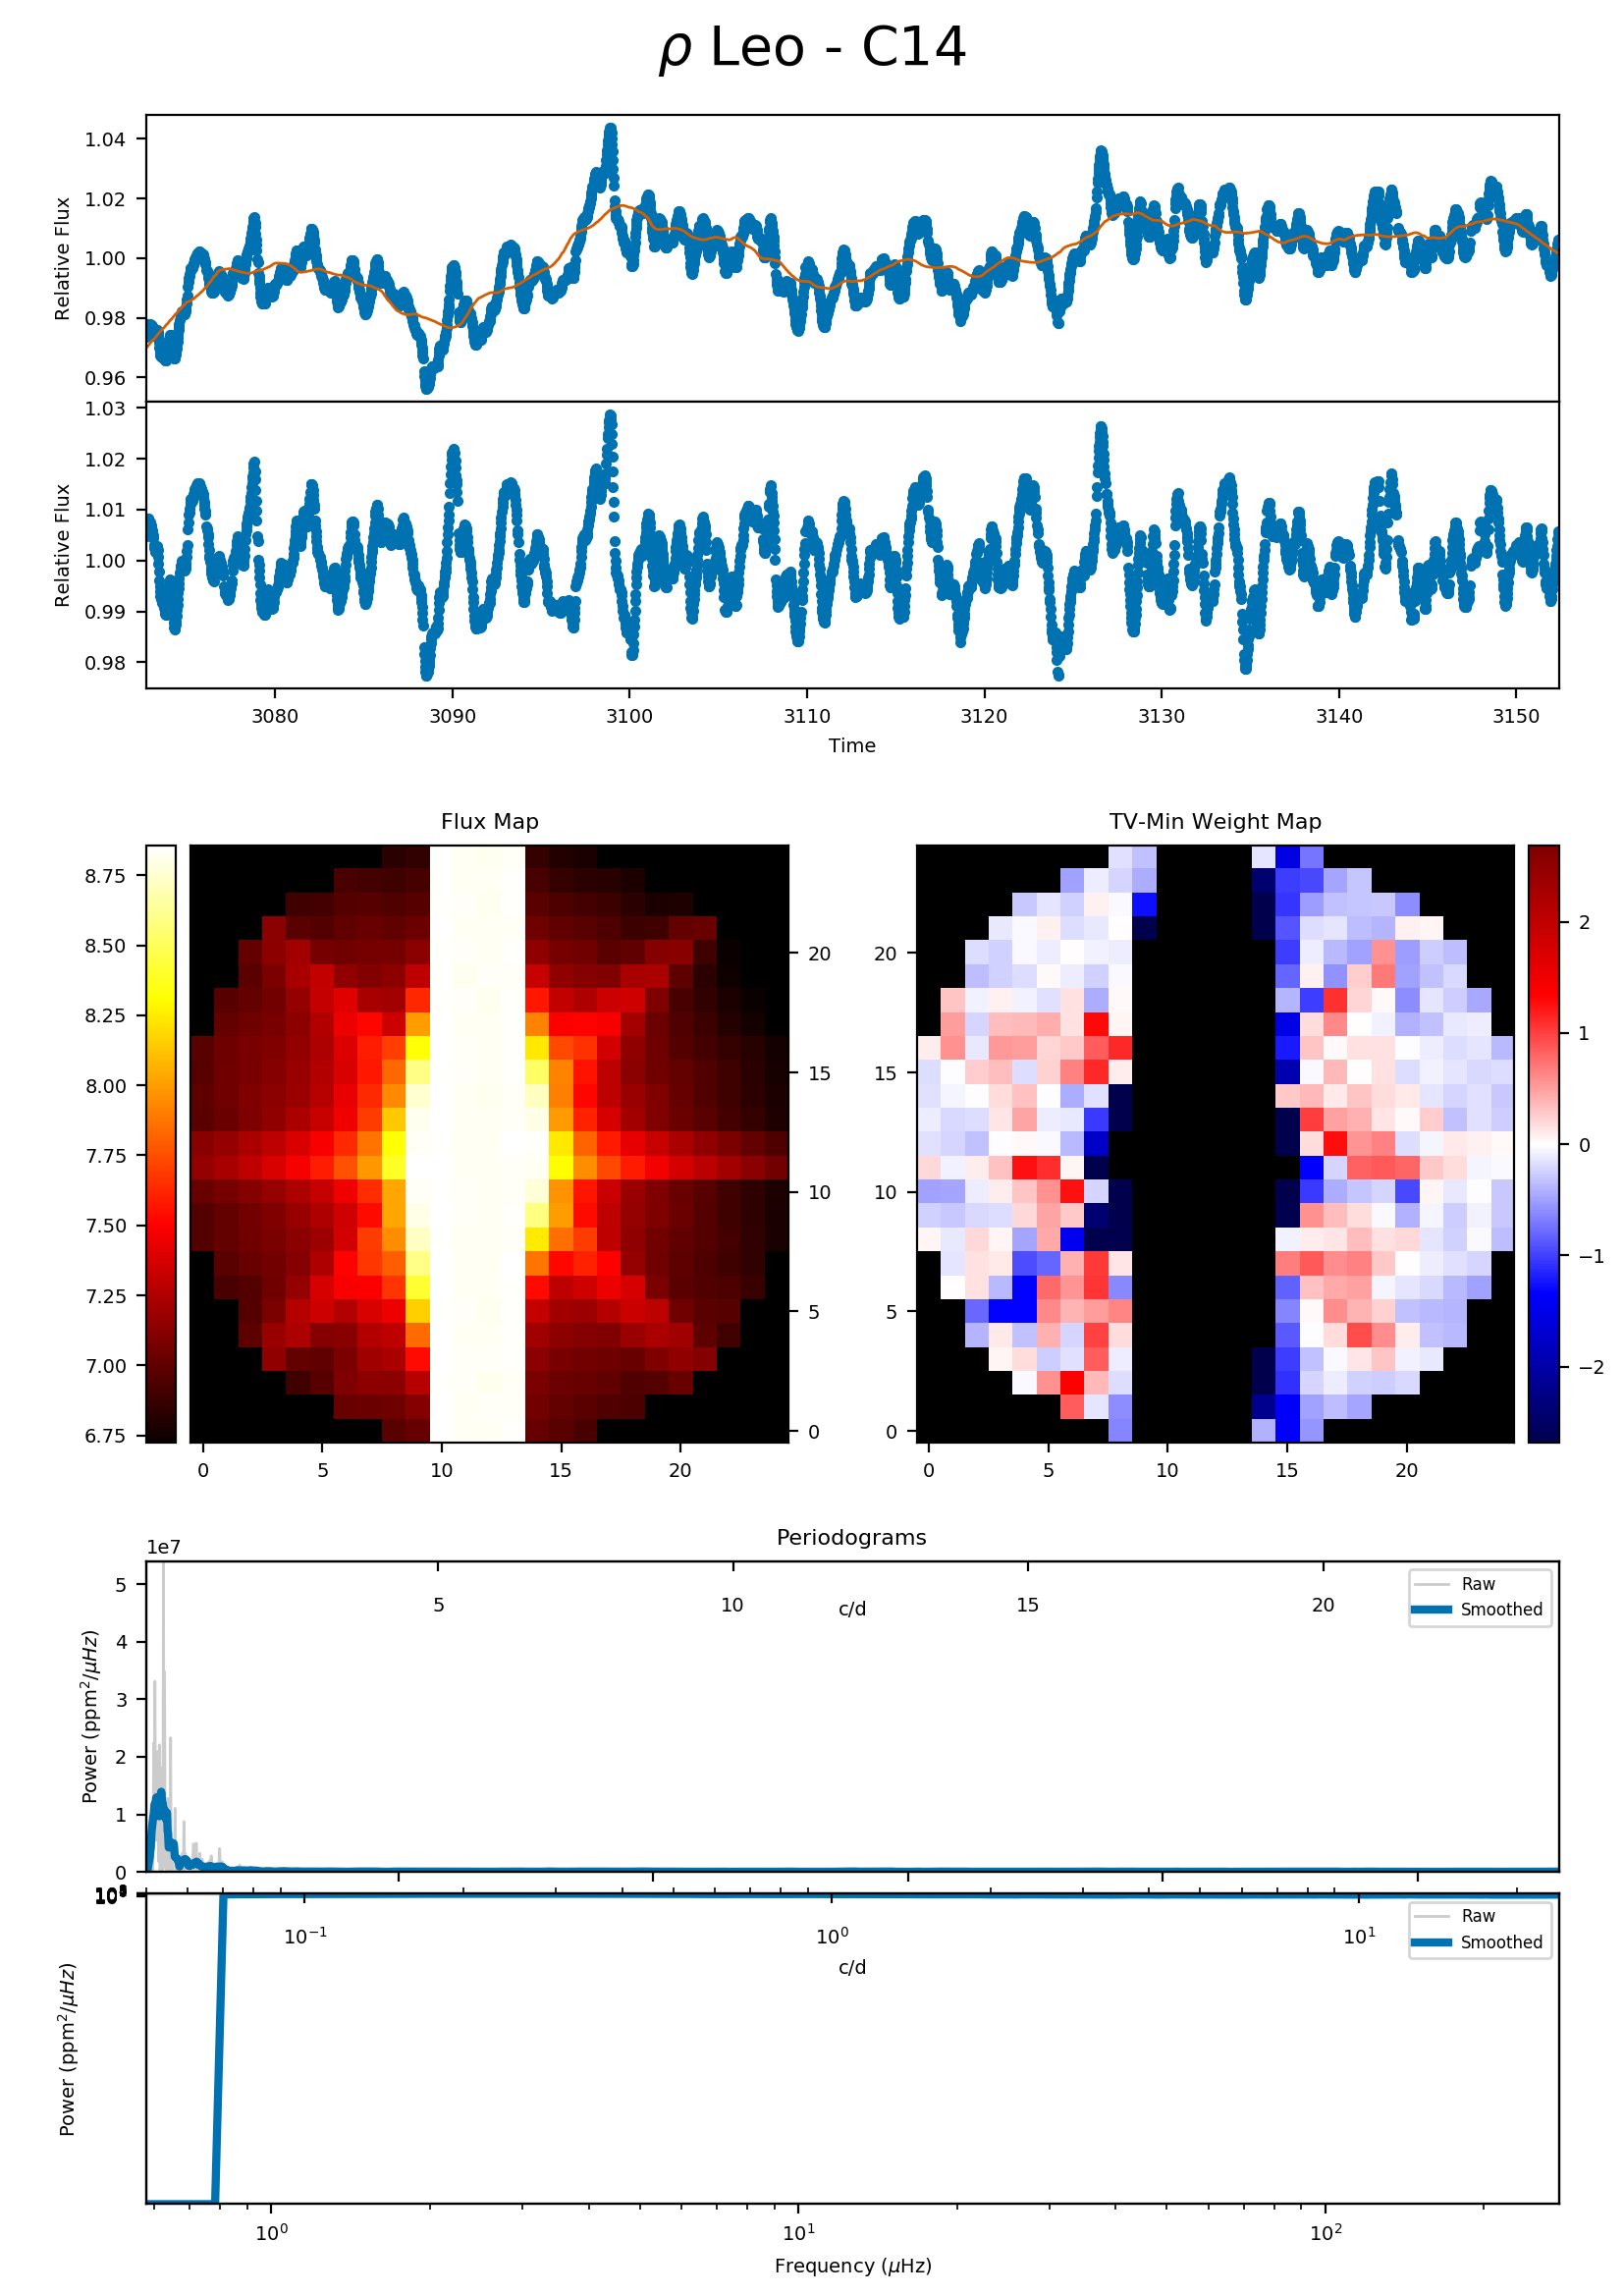 ρ Leo - C14
1.04
1.02
1.00
0.98
0.96
Relative Flux
1.03
1.02
1.01
1.00
0.99
0.98
Relative Flux
3080 3090 3100 3110 3120 3130 3140 3150
Time
Flux Map
8.75
8.50
8.25
8.00
7.75
7.50
7.25
7.00
6.75
20
15
10
5
0
0 5 10 15 20
TV-Min Weight Map
20
15
10
5
0
0 5 10 15 20
2
1
0
−1
−2
Periodograms
1e7
5
4
3
2
1
0
Power (ppm²/μHz)
5 10 15 20
c/d
Raw
Smoothed
10⁻¹ 10⁰ 10¹
c/d
Raw
Smoothed
Power (ppm²/μHz)
10⁰ 10¹ 10²
Frequency (μHz)